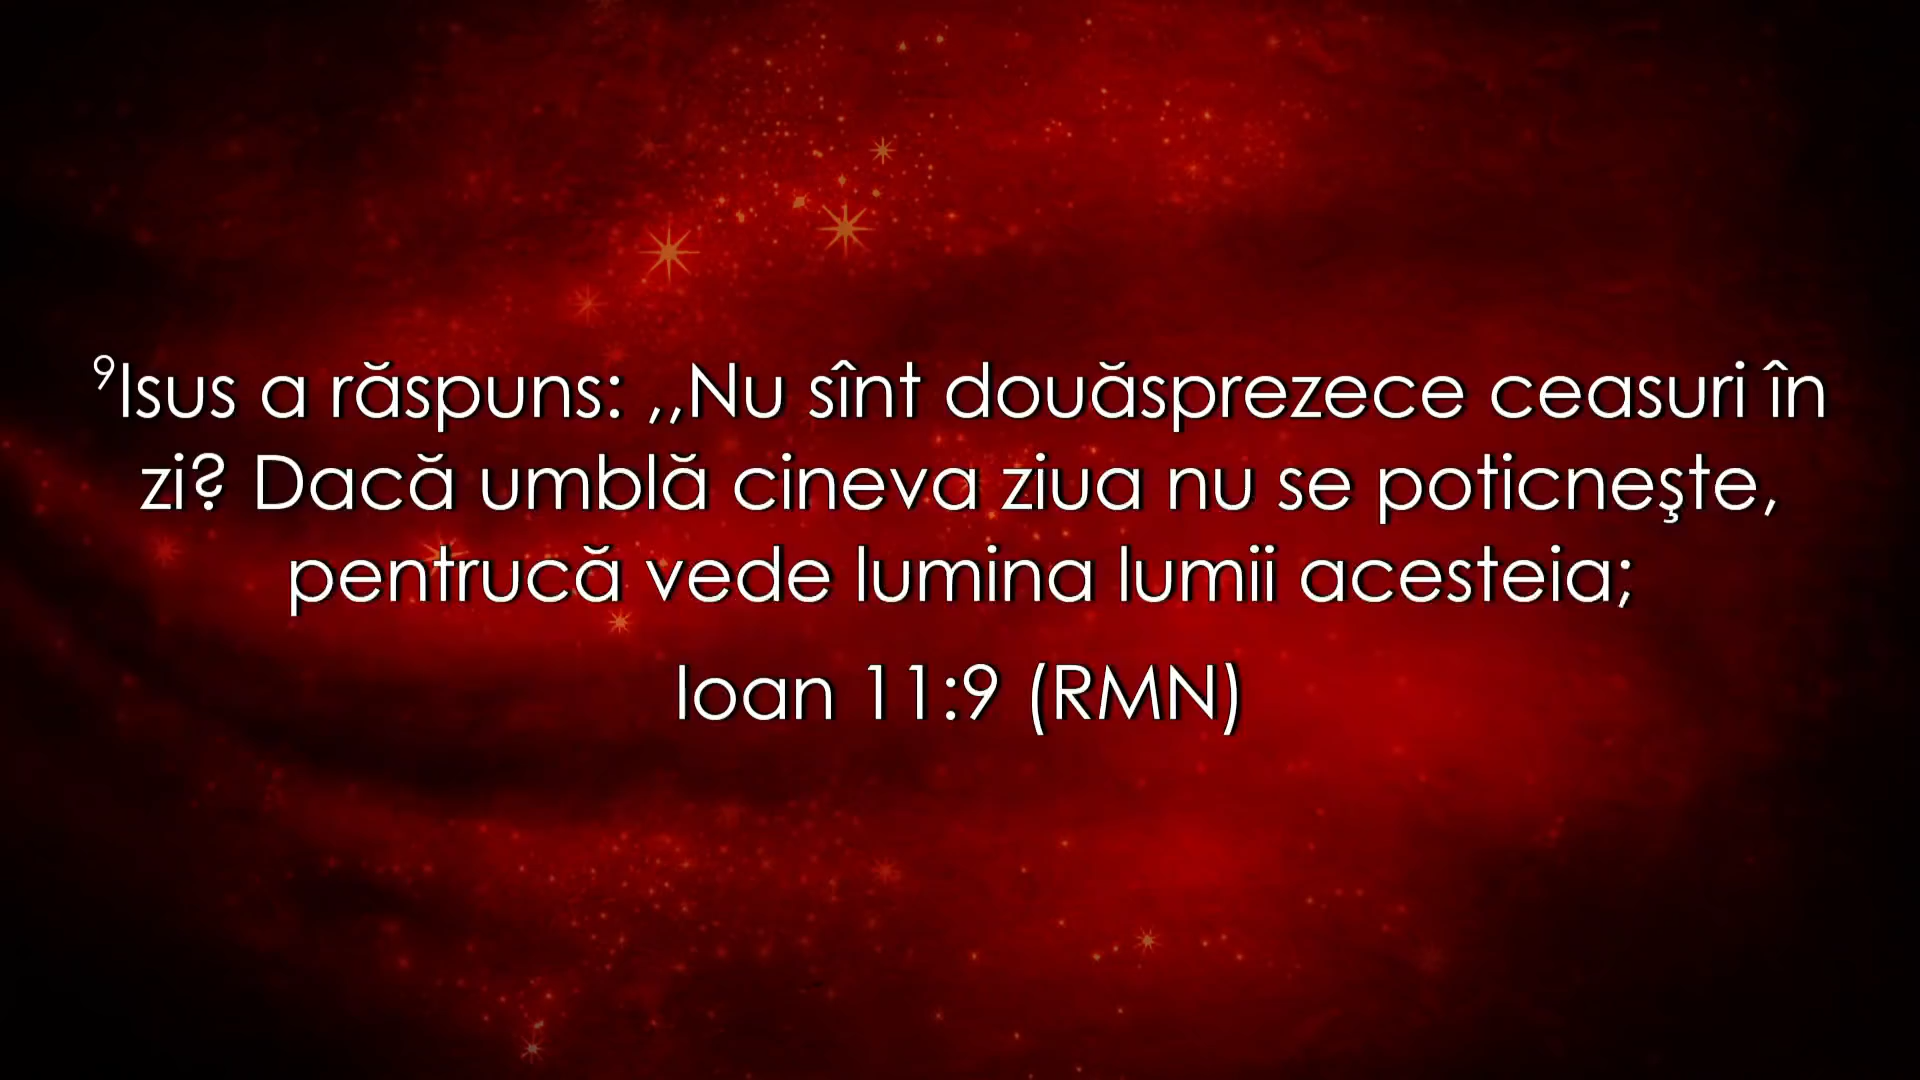 ⁹Isus a răspuns: ,,Nu sînt douăsprezece ceasuri în
zi? Dacă umblă cineva ziua nu se poticneşte,
pentrucă vede lumina lumii acesteia;
Ioan 11:9 (RMN)